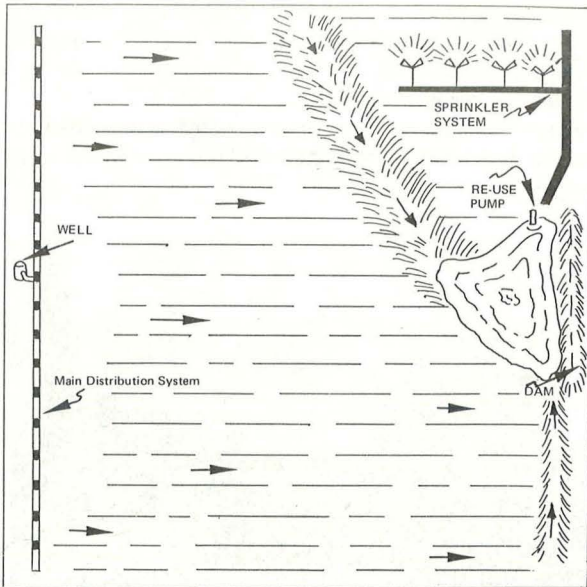 SPRINKLER
SYSTEM
RE-USE
PUMP
WELL
Main Distribution System
DAM